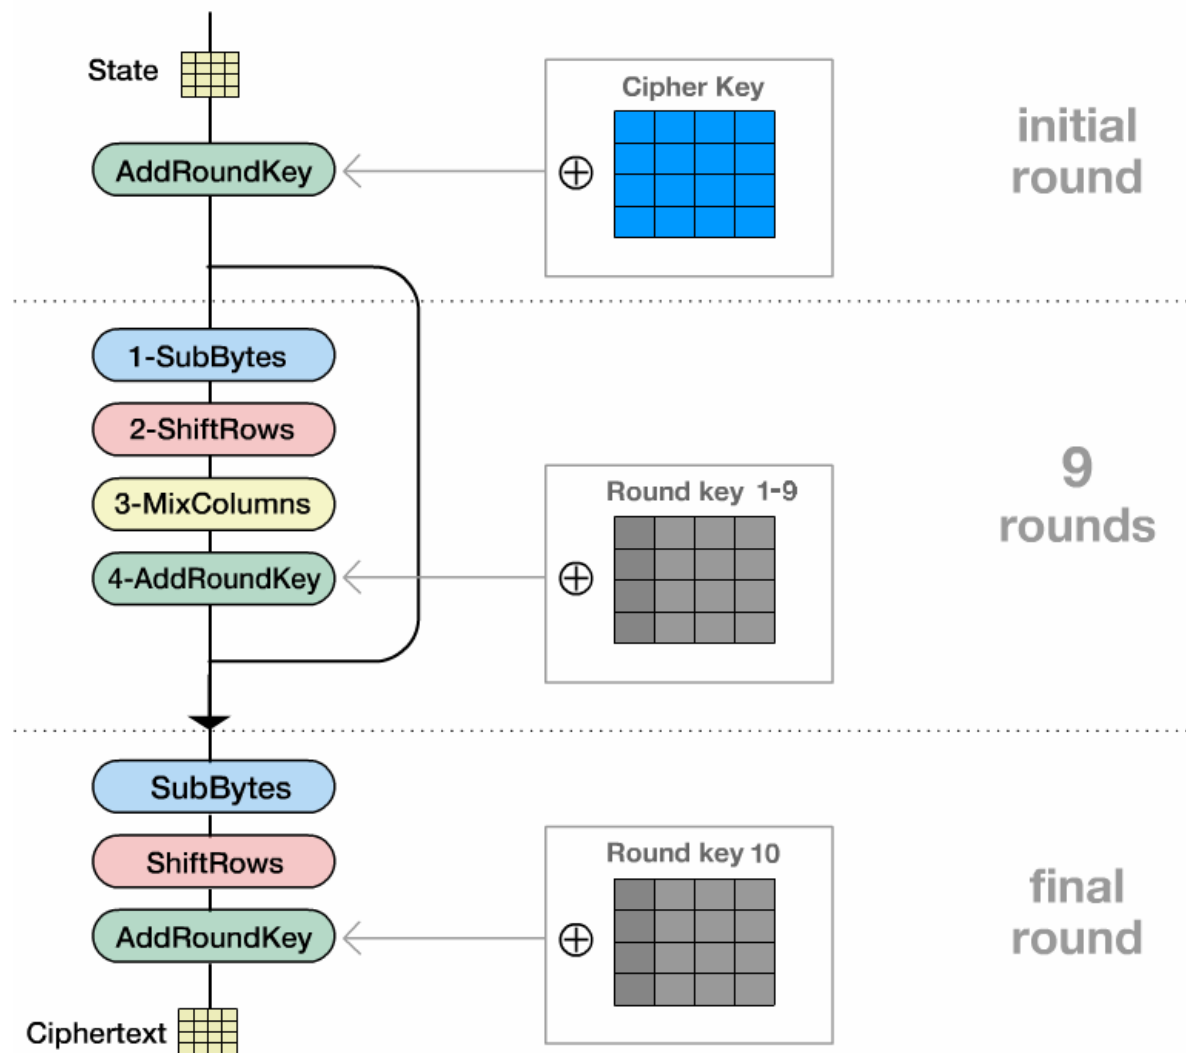 State
Cipher Key
initial
round
AddRoundKey
1-SubBytes
2-ShiftRows
3-MixColumns
4-AddRoundKey
Round key 1-9
9
rounds
SubBytes
ShiftRows
AddRoundKey
Round key 10
final
round
Ciphertext